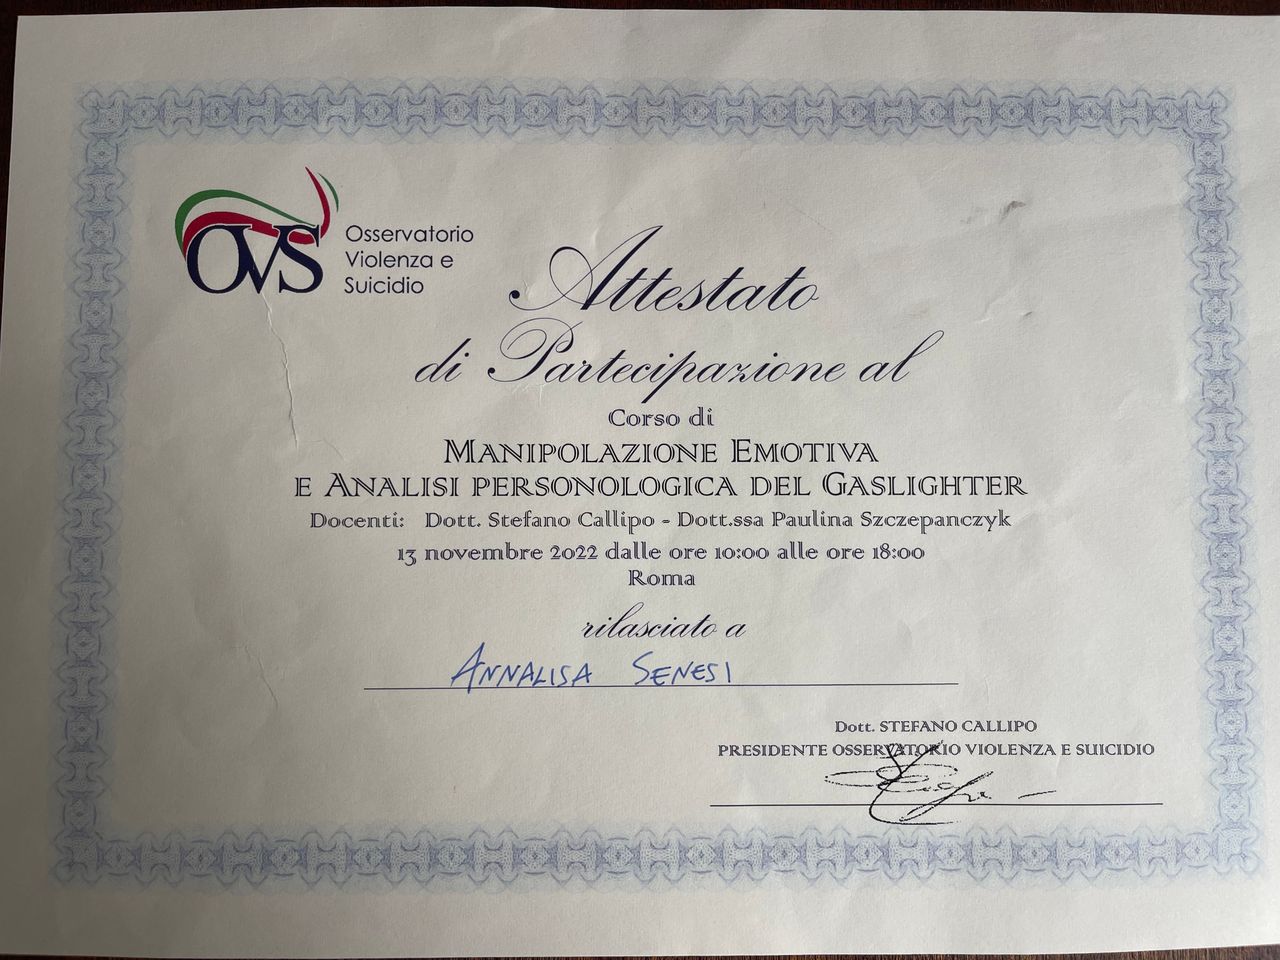 OVS
Osservatorio
Violenza e
Suicidio
Attestato
di Partecipazione al
Corso di
MANIPOLAZIONE EMOTIVA
E ANALISI PERSONOLOGICA DEL GASLIGHTER
Docenti: Dott. Stefano Callipo - Dott.ssa Paulina Szczepanczyk
13 novembre 2022 dalle ore 10:00 alle ore 18:00
Roma
rilasciato a
ANNALISA SENESI
Dott. STEFANO CALLIPO
PRESIDENTE OSSERVATORIO VIOLENZA E SUICIDIO